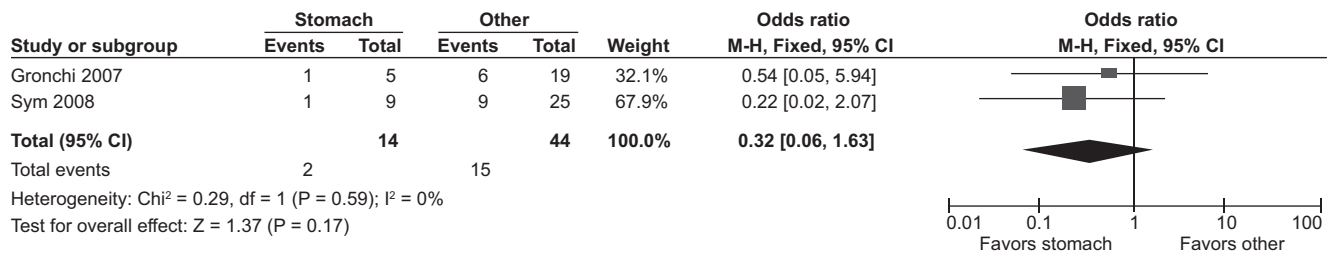 Stomach Other Odds ratio Odds ratio
Study or subgroup Events Total Events Total Weight M-H, Fixed, 95% CI M-H, Fixed, 95% CI
Gronchi 2007 1 5 6 19 32.1% 0.54 [0.05, 5.94]
Sym 2008 1 9 9 25 67.9% 0.22 [0.02, 2.07]
Total (95% CI) 14 44 100.0% 0.32 [0.06, 1.63]
Total events 2 15
Heterogeneity: Chi² = 0.29, df = 1 (P = 0.59); I² = 0%
Test for overall effect: Z = 1.37 (P = 0.17)
0.01 0.1 1 10 100
Favors stomach Favors other